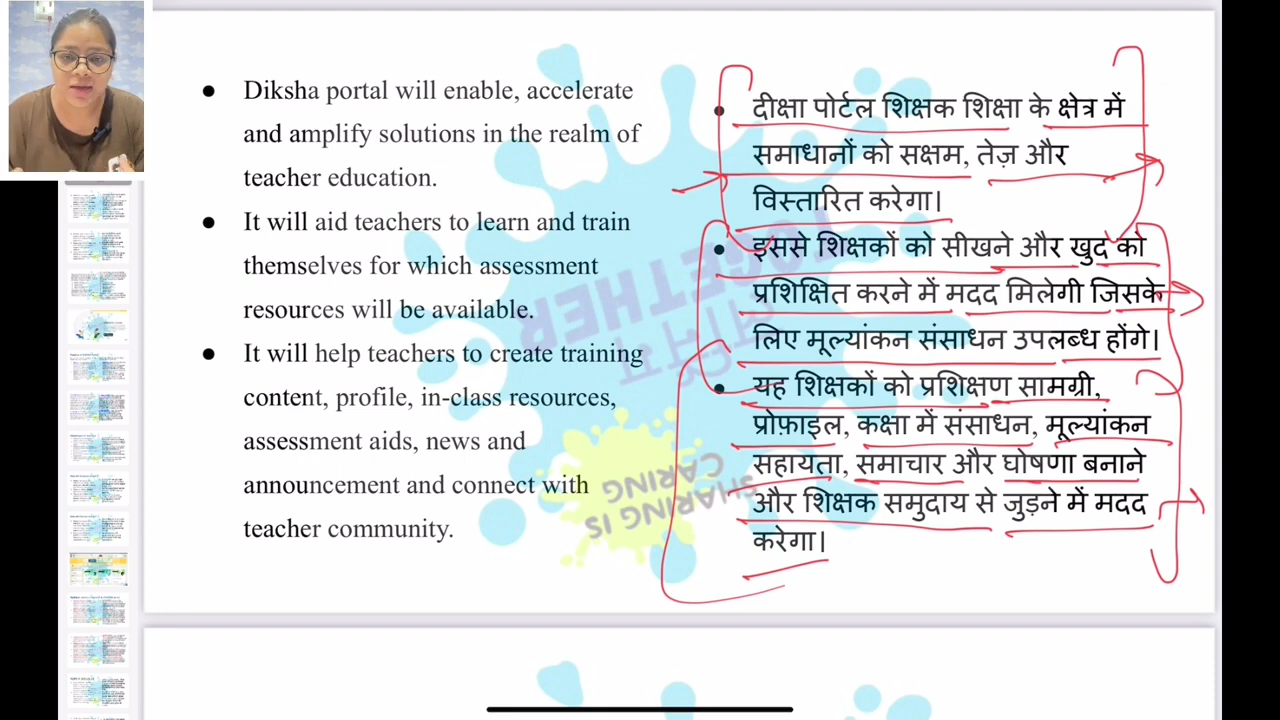 Diksha portal will enable, accelerate
and amplify solutions in the realm of
teacher education.
It will aid teachers to learn and train
themselves for which assessment
resources will be available.
It will help teachers to create training
content, profile, in-class resources,
assessment aids, news and
announcement and connect with
teacher community.
दीक्षा पोर्टल शिक्षक शिक्षा के क्षेत्र में
समाधानों को सक्षम, तेज़ और
विस्तारित करेगा।
इससे शिक्षकों को सीखने और खुद को
प्रशिक्षित करने में मदद मिलेगी जिसके
लिए मूल्यांकन संसाधन उपलब्ध होंगे।
यह शिक्षकों को प्रशिक्षण सामग्री,
प्रोफ़ाइल, कक्षा में संसाधन, मूल्यांकन
सहायता, समाचार और घोषणा बनाने
और शिक्षक समुदाय से जुड़ने में मदद
करेगा।
SHARING IS
CARING